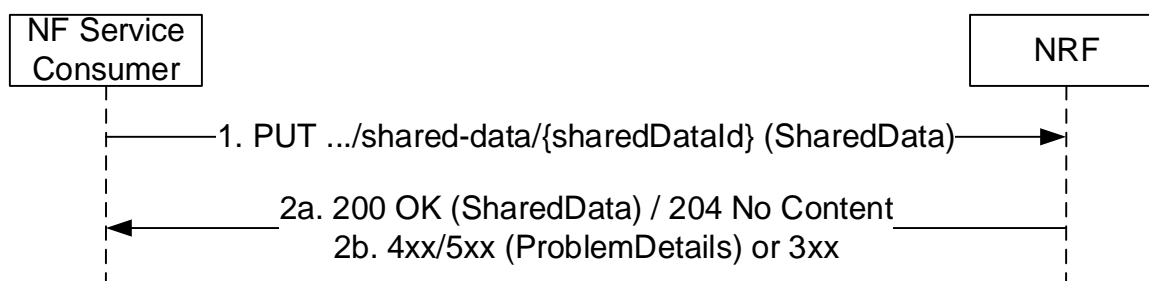 NF Service
Consumer
NRF
1. PUT .../shared-data/{sharedDataId} (SharedData)
2a. 200 OK (SharedData) / 204 No Content
2b. 4xx/5xx (ProblemDetails) or 3xx